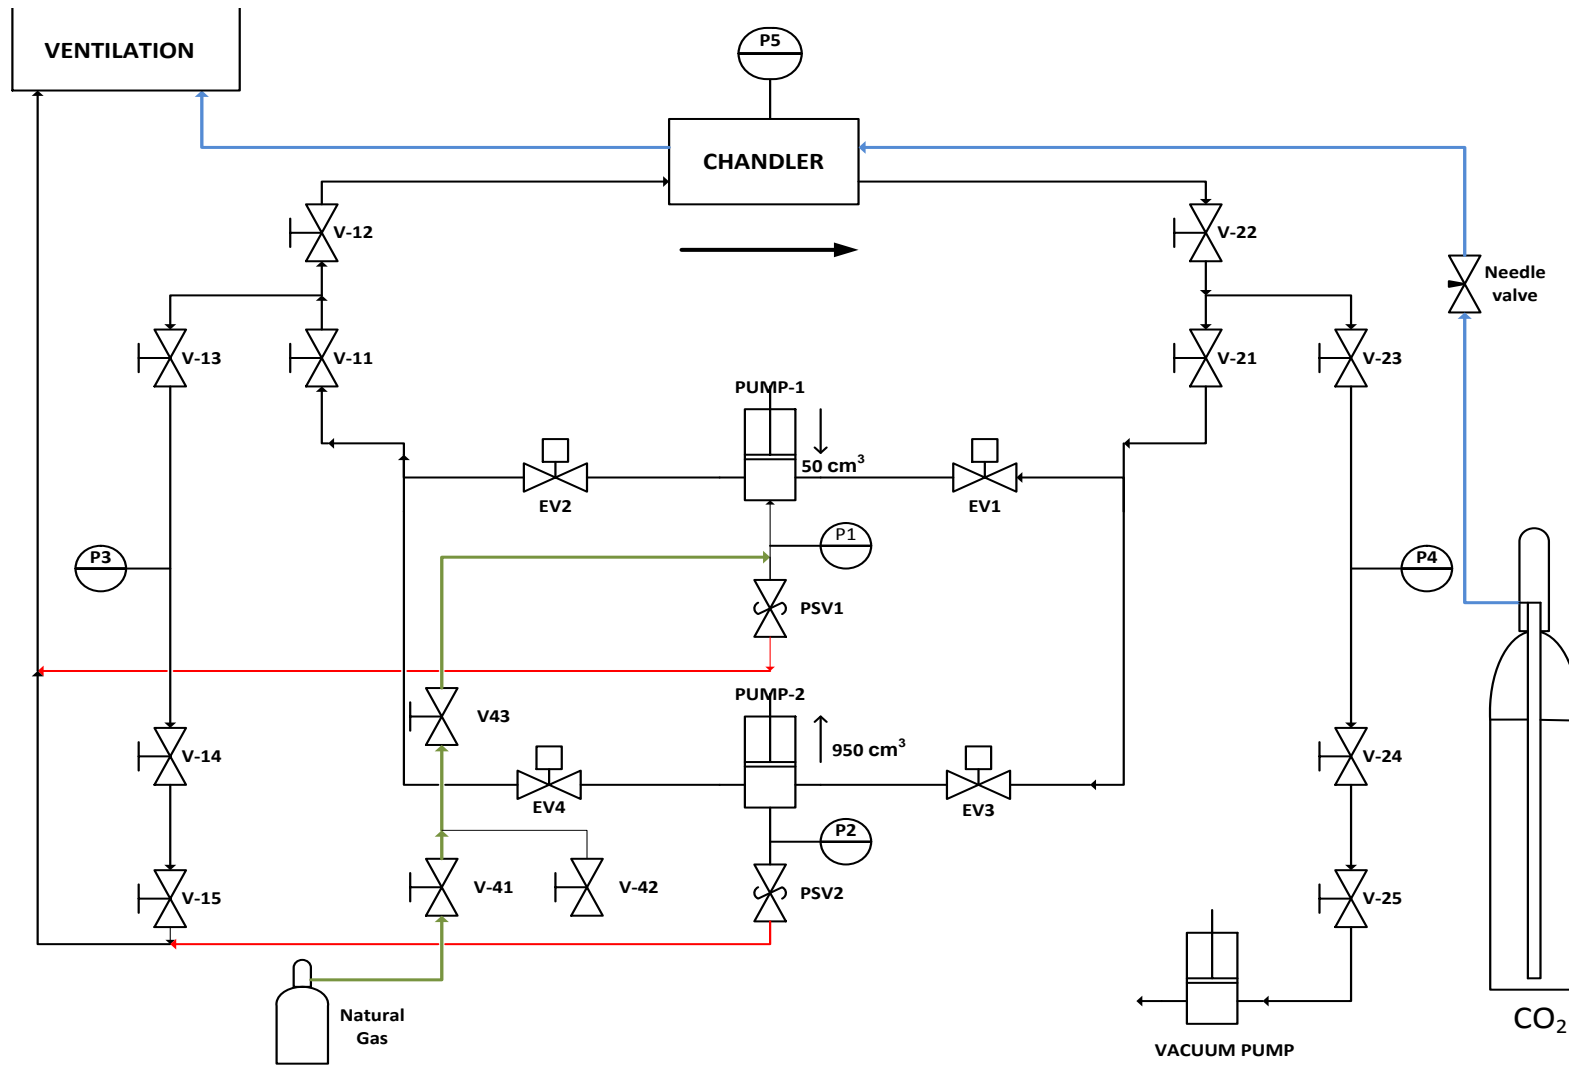 P5
VENTILATION
CHANDLER
V-12
V-22
Needle
valve
V-13
V-11
V-21
V-23
PUMP-1
50 cm³
EV2
EV1
P1
P3
P4
PSV1
PUMP-2
V43
950 cm³
V-14
V-24
EV4
EV3
P2
V-41
V-42
PSV2
V-15
V-25
Natural
Gas
CO₂
VACUUM PUMP